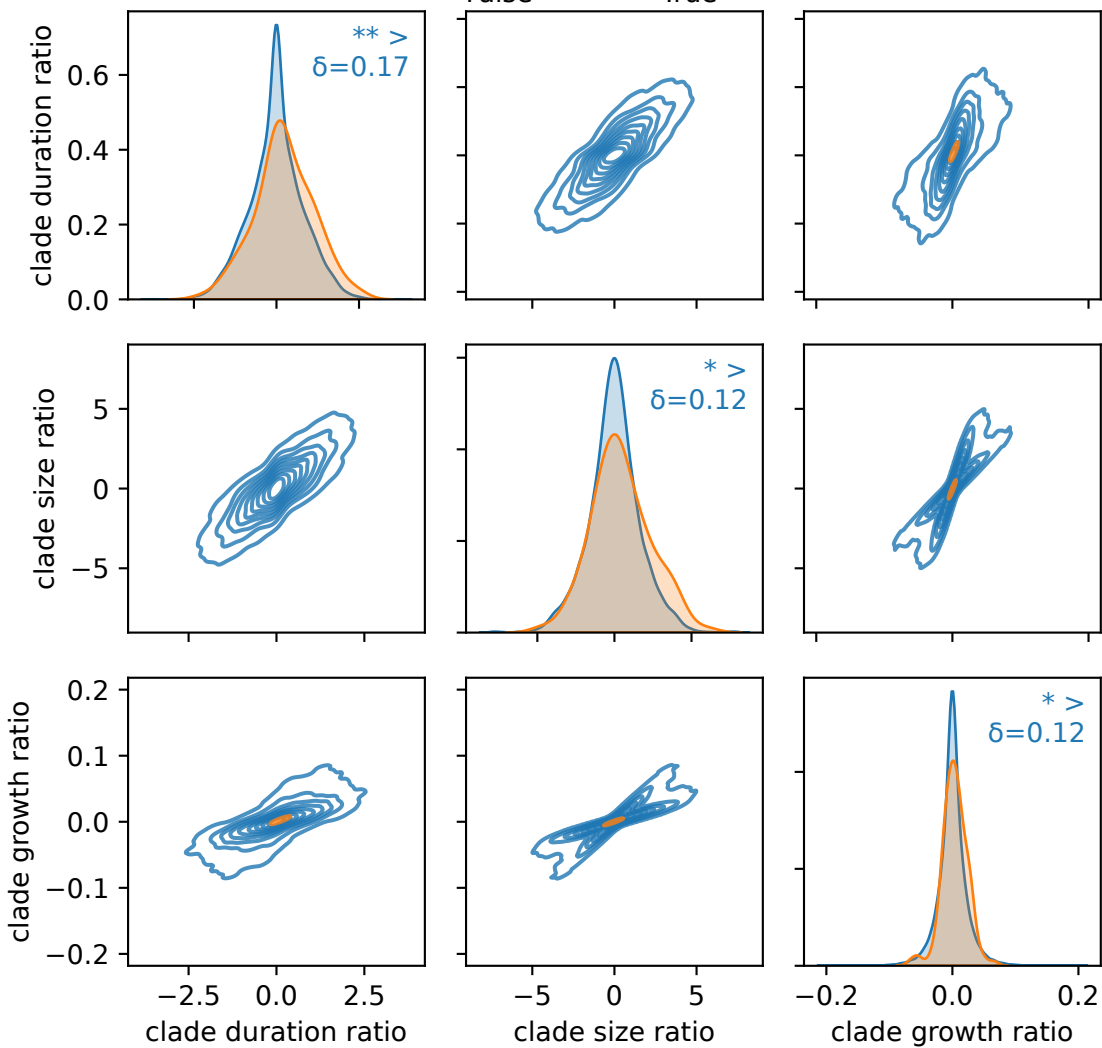 clade duration ratio
0.6
0.4
0.2
0.0
** >
δ=0.17
clade size ratio
5
0
−5
* >
δ=0.12
clade growth ratio
0.2
0.1
0.0
−0.1
−0.2
* >
δ=0.12
−2.5 0.0 2.5
clade duration ratio
−5 0 5
clade size ratio
−0.2 0.0 0.2
clade growth ratio